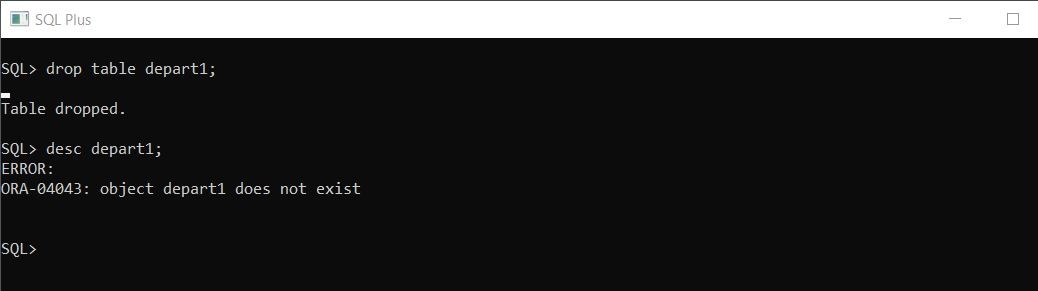 SQL Plus
SQL> drop table depart1;
Table dropped.
SQL> desc depart1;
ERROR:
ORA-04043: object depart1 does not exist
SQL>